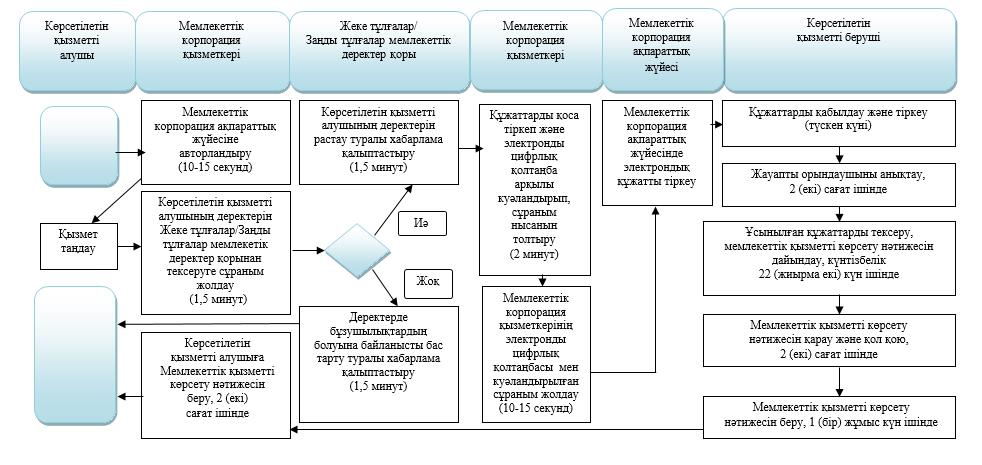 Көрсетілетін
қызметті
алушы
Мемлекеттік
корпорация
қызметкері
Жеке тұлғалар/
Заңды тұлғалар мемлекеттік
деректер қоры
Мемлекеттік
корпорация
қызметкері
Мемлекеттік
корпорация
ақпараттық
жүйесі
Көрсетілетін
қызметті беруші
Мемлекеттік
корпорация ақпараттық
жүйесіне
авторландыру
(10-15 секунд)
Көрсетілетін қызметті
алушының деректерін
растау туралы хабарлама
қалыптастыру
(1,5 минут)
Құжаттарды қоса
тіркеп және
электронды
цифрлық
қолтаңба
арқылы
куәландырып,
сұраным
нысанын
толтыру
(2 минут)
Мемлекеттік
корпорация
ақпараттық
жүйесінде
электрондық
құжатты тіркеу
Құжаттарды қабылдау және тіркеу
(түскен күні)
Жауапты орындаушыны анықтау,
2 (екі) сағат ішінде
Қызмет
таңдау
Көрсетілетін қызметті
алушының деректерін
Жеке тұлғалар/Заңды
тұлғалар мемлекетік
деректер қорынан
тексеруге сұраным
жолдау
(1,5 минут)
Иә
Жоқ
Ұсынылған құжаттарды тексеру,
мемлекеттік қызметті көрсету нәтижесін
дайындау, күнтізбелік
22 (жиырма екі) күн ішінде
Деректерде
бұзушылықтардың
болуына байланысты бас
тарту туралы хабарлама
қалыптастыру
(1,5 минут)
Мемлекеттік
корпорация
қызметкерінің
электронды
цифрлық
қолтаңбасы мен
куәландырылған
сұраным жолдау
(10-15 секунд)
Мемлекеттік қызметті көрсету
нәтижесін қарау және қол қою,
2 (екі) сағат ішінде
Көрсетілетін
қызметті алушыға
Мемлекеттік қызметті
көрсету нәтижесін
беру, 2 (екі)
сағат ішінде
Мемлекеттік қызметті көрсету
нәтижесін беру, 1 (бір) жұмыс күн ішінде